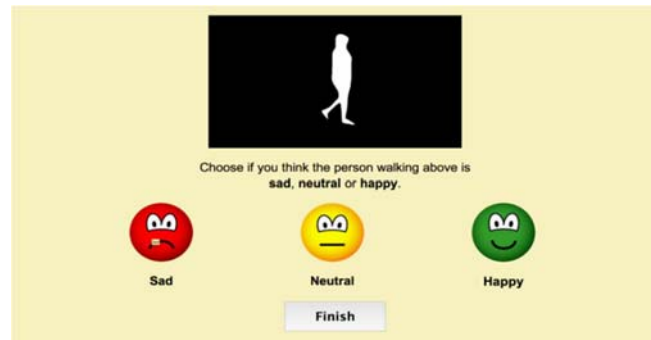 Choose if you think the person walking above is
sad, neutral or happy.
Sad
Neutral
Happy
Finish